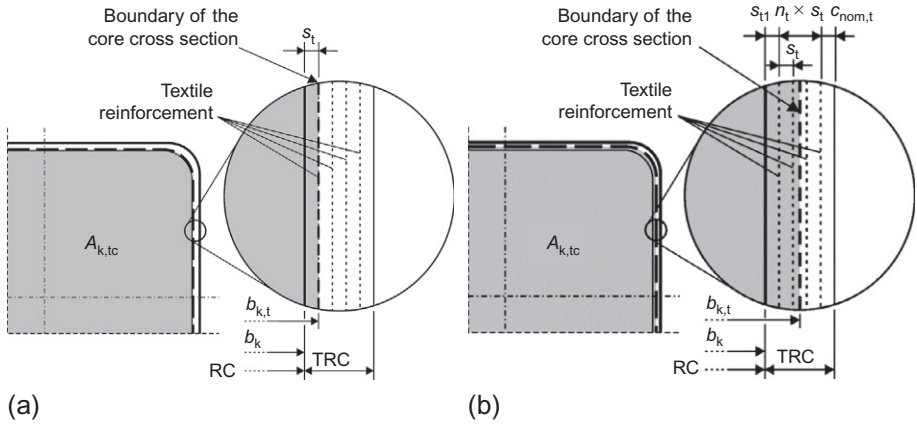 Boundary of the
core cross section
s_t
Textile
reinforcement
A_k,tc
b_k,t
b_k
RC
TRC
(a)
s_t1 n_t × s_t c_nom,t
s_t
Boundary of the
core cross section
Textile
reinforcement
A_k,tc
b_k,t
b_k
RC
TRC
(b)